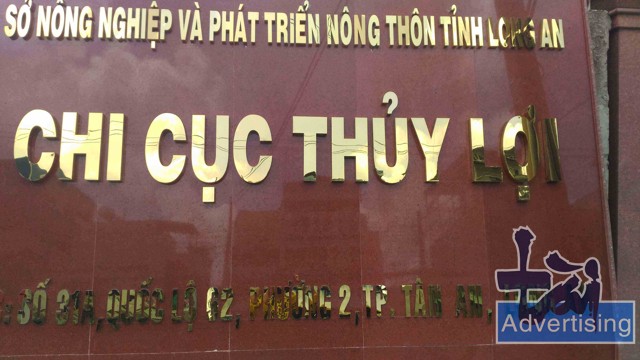 SỞ NÔNG NGHIỆP VÀ PHÁT TRIỂN NÔNG THÔN TỈNH LONG AN
CHI CỤC THỦY LỢI
: SỐ 31A, QUỐC LỘ 62, PHƯỜNG 2, TP. TÂN AN,
tài
Advertising